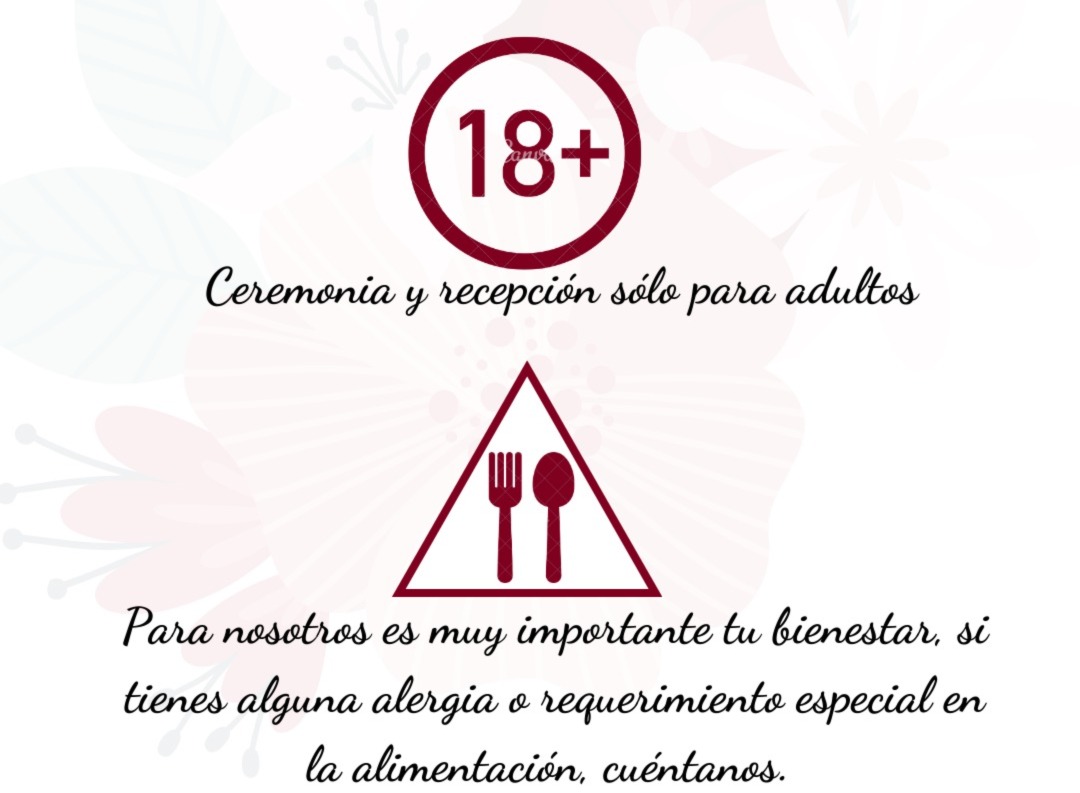 18+
Ceremonia y recepción sólo para adultos
Para nosotros es muy importante tu bienestar, si
tienes alguna alergia o requerimiento especial en
la alimentación, cuéntanos.